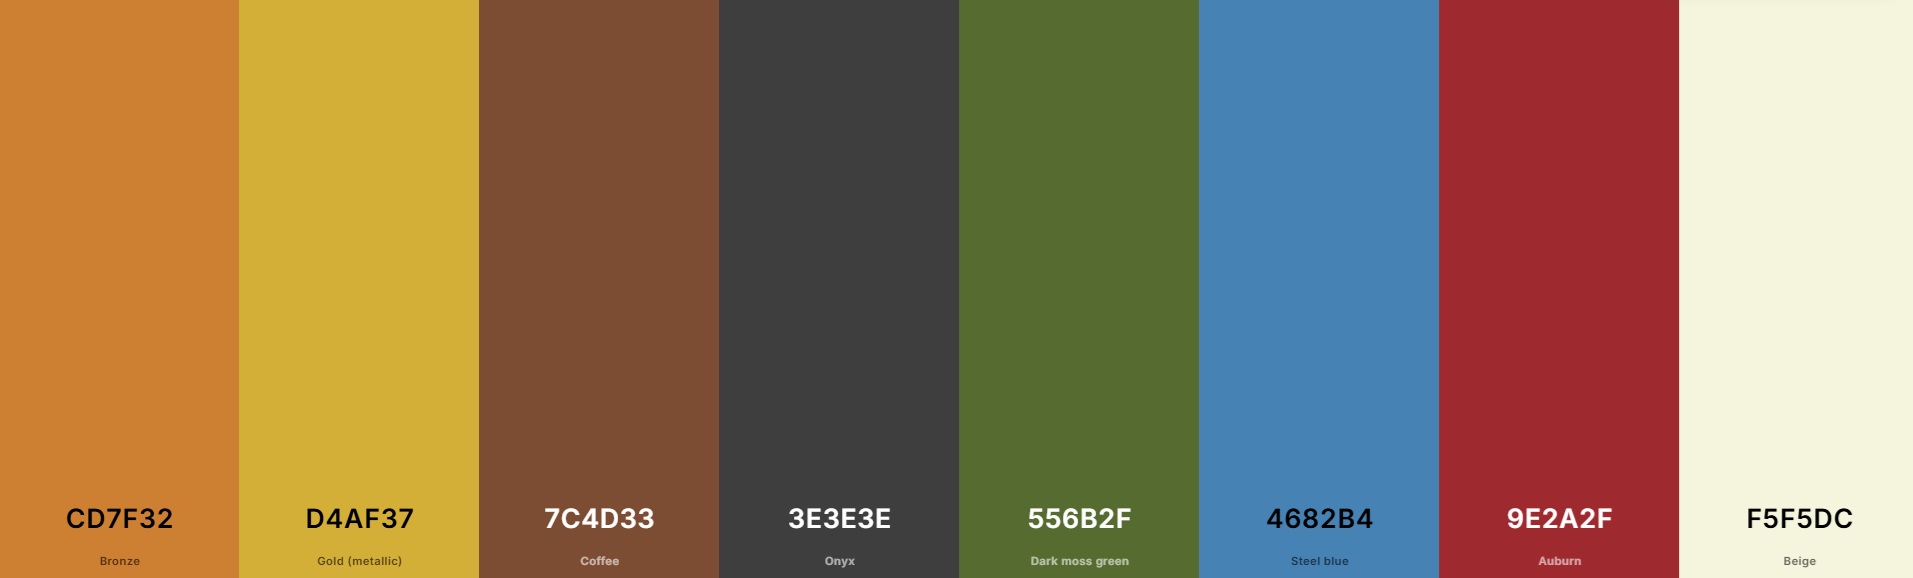 CD7F32
Bronze
D4AF37
Gold (metallic)
7C4D33
Coffee
3E3E3E
Onyx
556B2F
Dark moss green
4682B4
Steel blue
9E2A2F
Auburn
F5F5DC
Beige